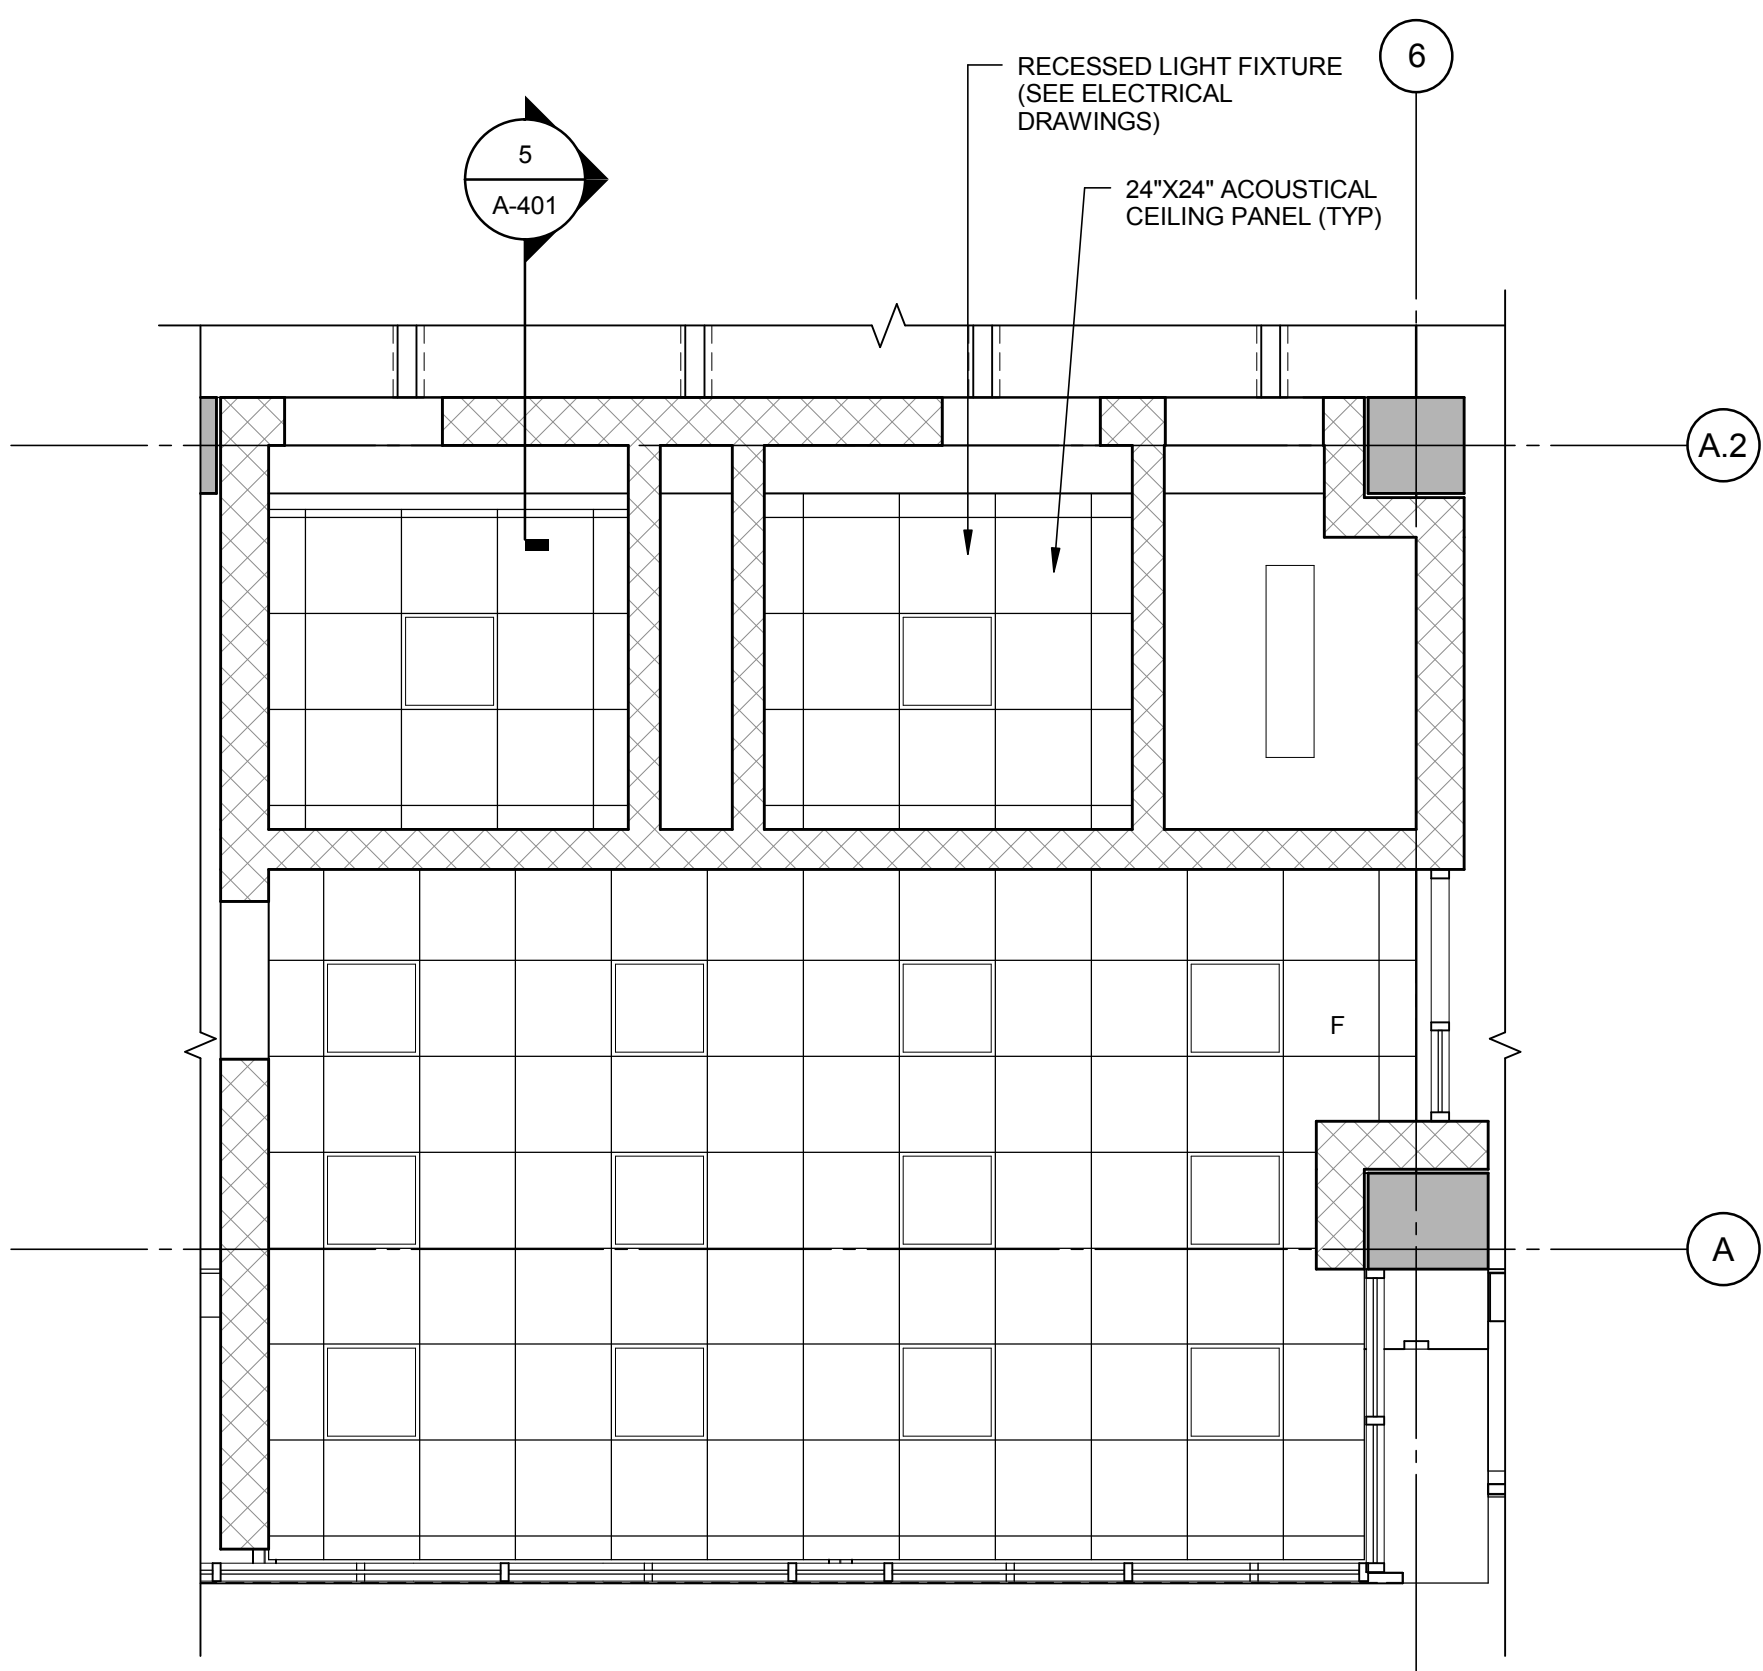 6
RECESSED LIGHT FIXTURE
(SEE ELECTRICAL
DRAWINGS)
5
A-401
24"X24" ACOUSTICAL
CEILING PANEL (TYP)
A.2
F
A